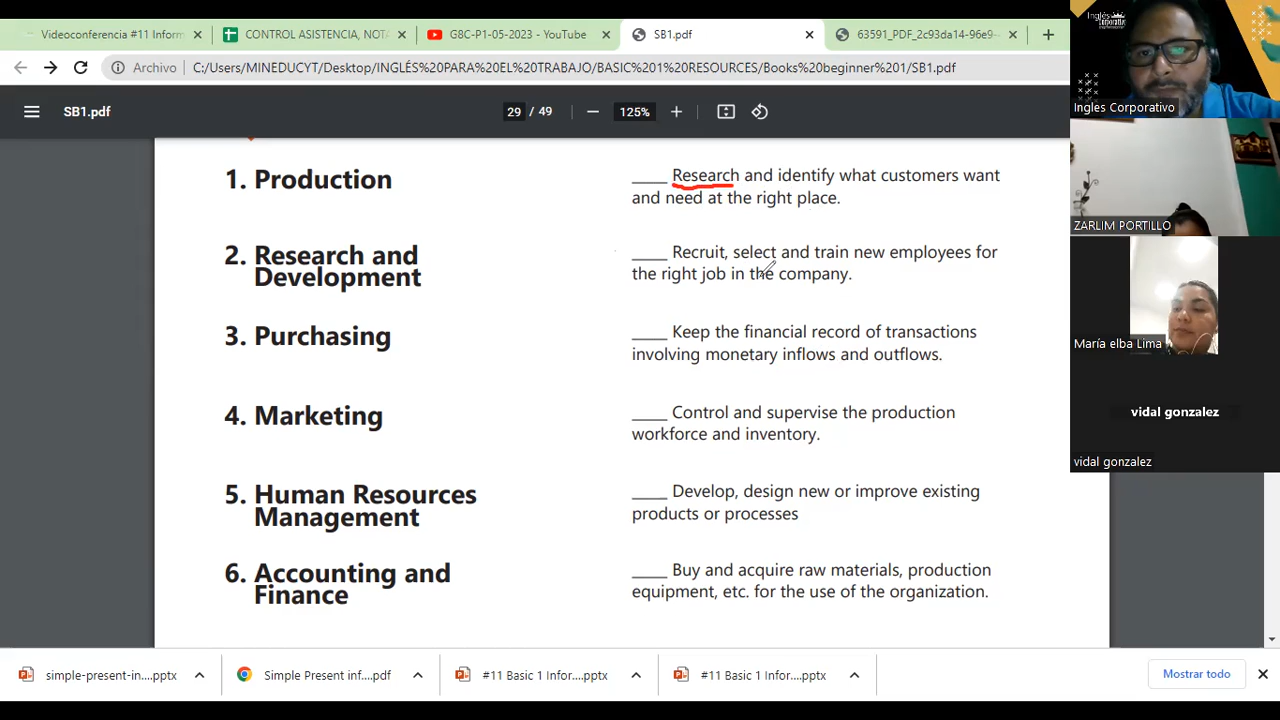 Videoconferencia #11 Inform
CONTROL ASISTENCIA, NOTA
G8C-P1-05-2023 - YouTube
SB1.pdf
63591_PDF_2c93da14-96e9-
Archivo
C:/Users/MINEDUCYT/Desktop/INGLÉS%20PARA%20EL%20TRABAJO/BASIC%201%20RESOURCES/Books%20beginner%201/SB1.pdf
SB1.pdf
29 / 49
125%
1. Production
____ Research and identify what customers want
and need at the right place.
2. Research and
Development
____ Recruit, select and train new employees for
the right job in the company.
3. Purchasing
____ Keep the financial record of transactions
involving monetary inflows and outflows.
4. Marketing
____ Control and supervise the production
workforce and inventory.
5. Human Resources
Management
____ Develop, design new or improve existing
products or processes
6. Accounting and
Finance
____ Buy and acquire raw materials, production
equipment, etc. for the use of the organization.
Inglés
Corporativo
Ingles Corporativo
ZARLIM PORTILLO
María elba Lima
vidal gonzalez
vidal gonzalez
simple-present-in....pptx
Simple Present inf....pdf
#11 Basic 1 Infor....pptx
#11 Basic 1 Infor....pptx
Mostrar todo